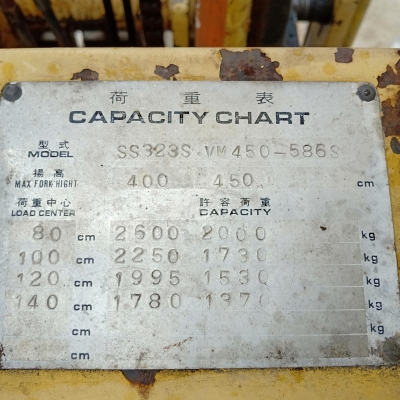 荷重表
CAPACITY CHART
型式
MODEL SS323S-VM450-586S
揚高
MAX FORK HIGHT 400 450 cm
荷重中心 許容荷重
LOAD CENTER CAPACITY
80 cm 2600 2000 kg
100 cm 2250 1730 kg
120 cm 1995 1530 kg
140 cm 1780 1370 kg
cm kg
cm kg